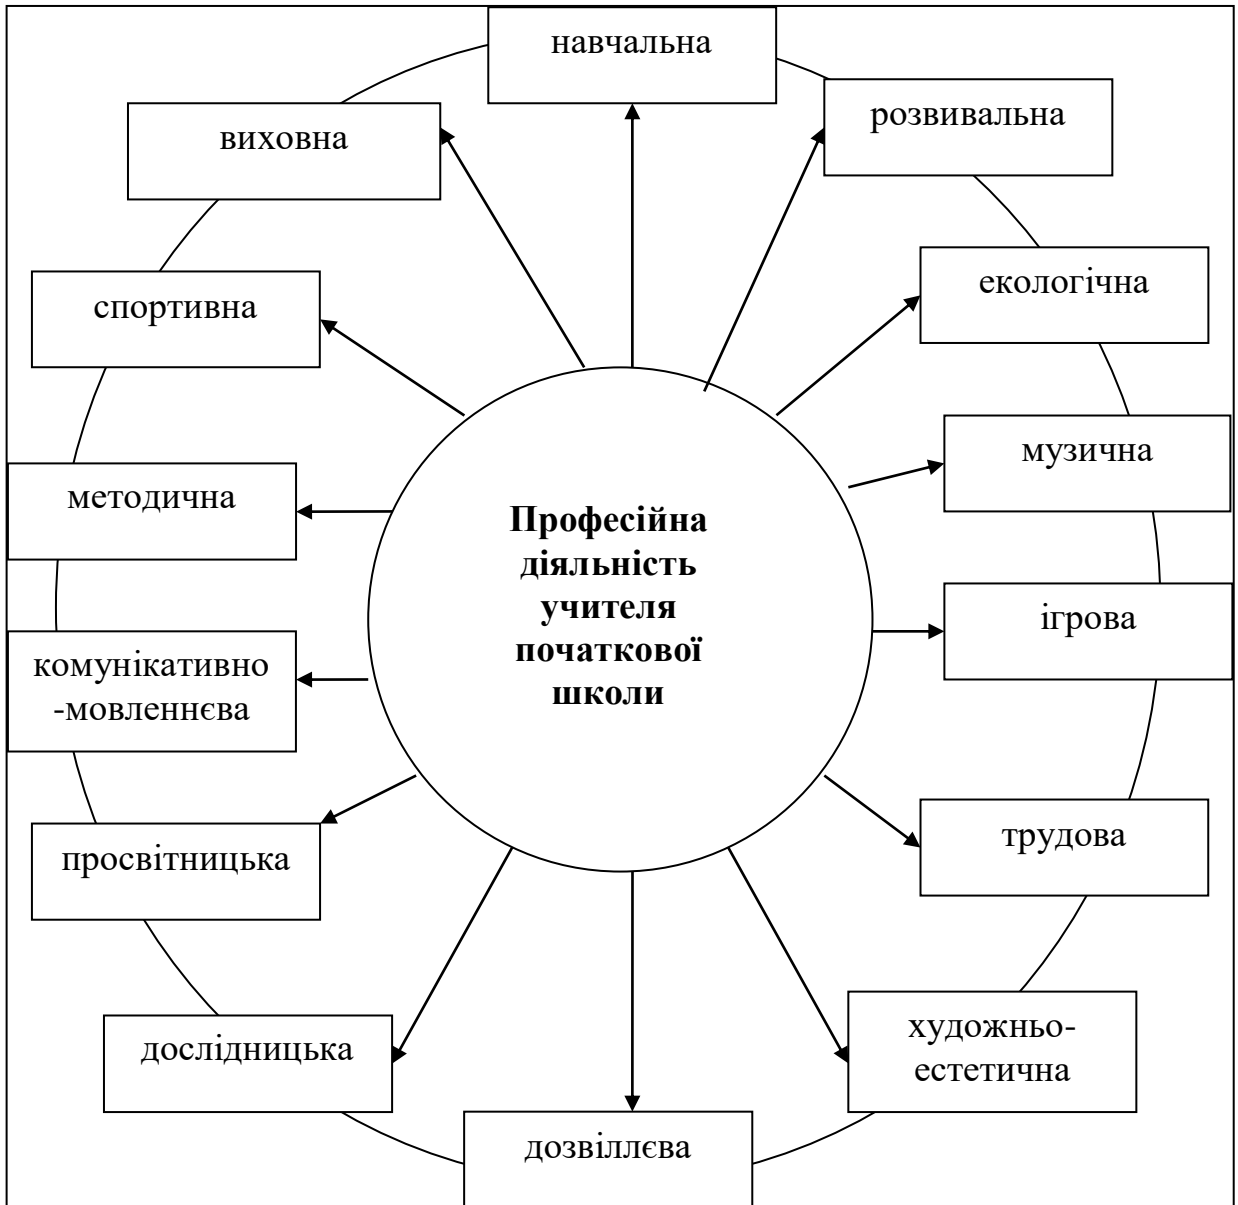 навчальна
розвивальна
виховна
екологічна
спортивна
музична
методична
Професійна
діяльність
учителя
початкової
школи
ігрова
комунікативно
-мовленнєва
трудова
просвітницька
художньо-
естетична
дослідницька
дозвіллєва